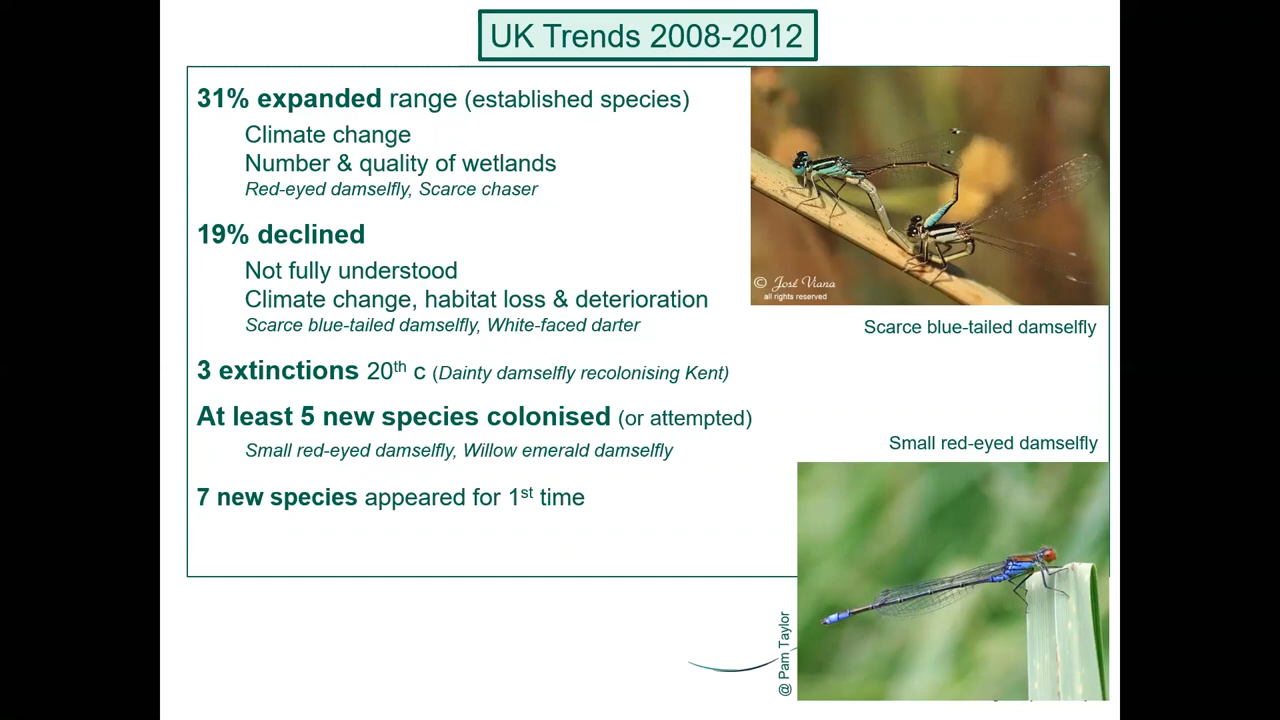 UK Trends 2008-2012
31% expanded range (established species)
Climate change
Number & quality of wetlands
Red-eyed damselfly, Scarce chaser
19% declined
Not fully understood
Climate change, habitat loss & deterioration
Scarce blue-tailed damselfly, White-faced darter
3 extinctions 20th c (Dainty damselfly recolonising Kent)
At least 5 new species colonised (or attempted)
Small red-eyed damselfly, Willow emerald damselfly
7 new species appeared for 1st time
© José Viana
all rights reserved
Scarce blue-tailed damselfly
Small red-eyed damselfly
@ Pam Taylor